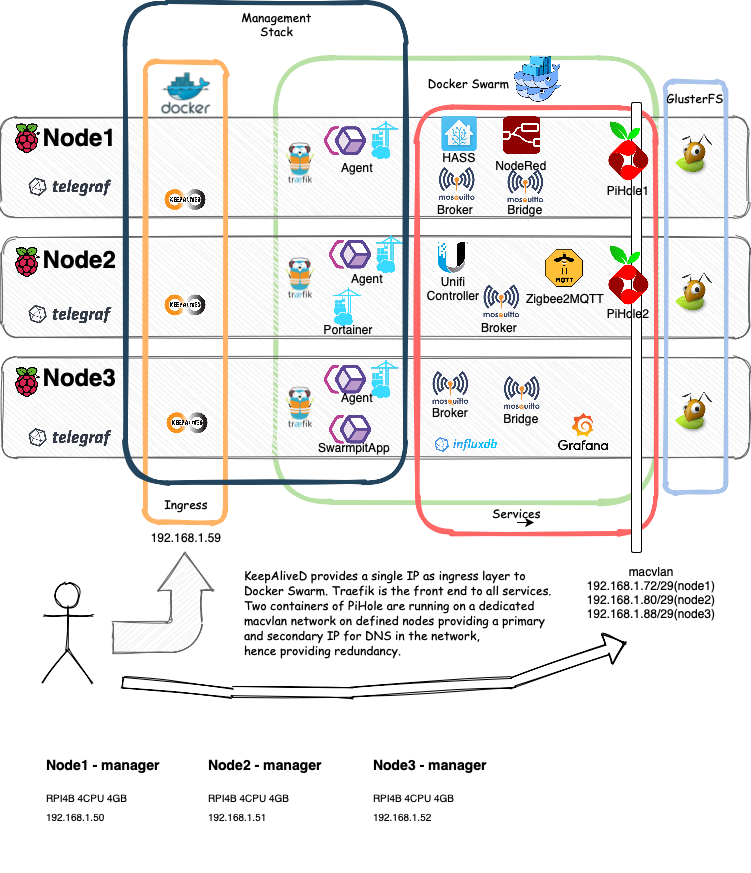 Management
Stack
docker
Docker Swarm
GlusterFS
Node1
telegraf
KEEPALIVED
træfik
Agent
HASS
NodeRed
mosquitto
Broker
mosquitto
Bridge
PiHole1
Node2
telegraf
KEEPALIVED
træfik
Agent
Portainer
Unifi
Controller
mosquitto
Broker
MQTT
Zigbee2MQTT
PiHole2
Node3
telegraf
KEEPALIVED
træfik
Agent
SwarmpitApp
mosquitto
Broker
mosquitto
Bridge
influxdb
Grafana
Ingress
Services
192.168.1.59
macvlan
192.168.1.72/29(node1)
192.168.1.80/29(node2)
192.168.1.88/29(node3)
KeepAliveD provides a single IP as ingress layer to
Docker Swarm. Traefik is the front end to all services.
Two containers of PiHole are running on a dedicated
macvlan network on defined nodes providing a primary
and secondary IP for DNS in the network,
hence providing redundancy.
Node1 - manager
RPI4B 4CPU 4GB
192.168.1.50
Node2 - manager
RPI4B 4CPU 4GB
192.168.1.51
Node3 - manager
RPI4B 4CPU 4GB
192.168.1.52